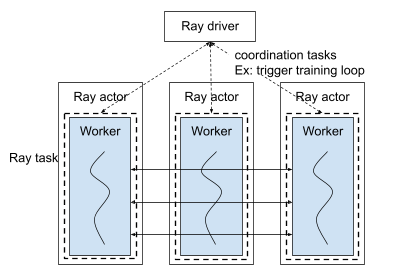 Ray driver
coordination tasks
Ex: trigger training loop
Ray actor
Ray actor
Ray actor
Worker
Worker
Worker
Ray task